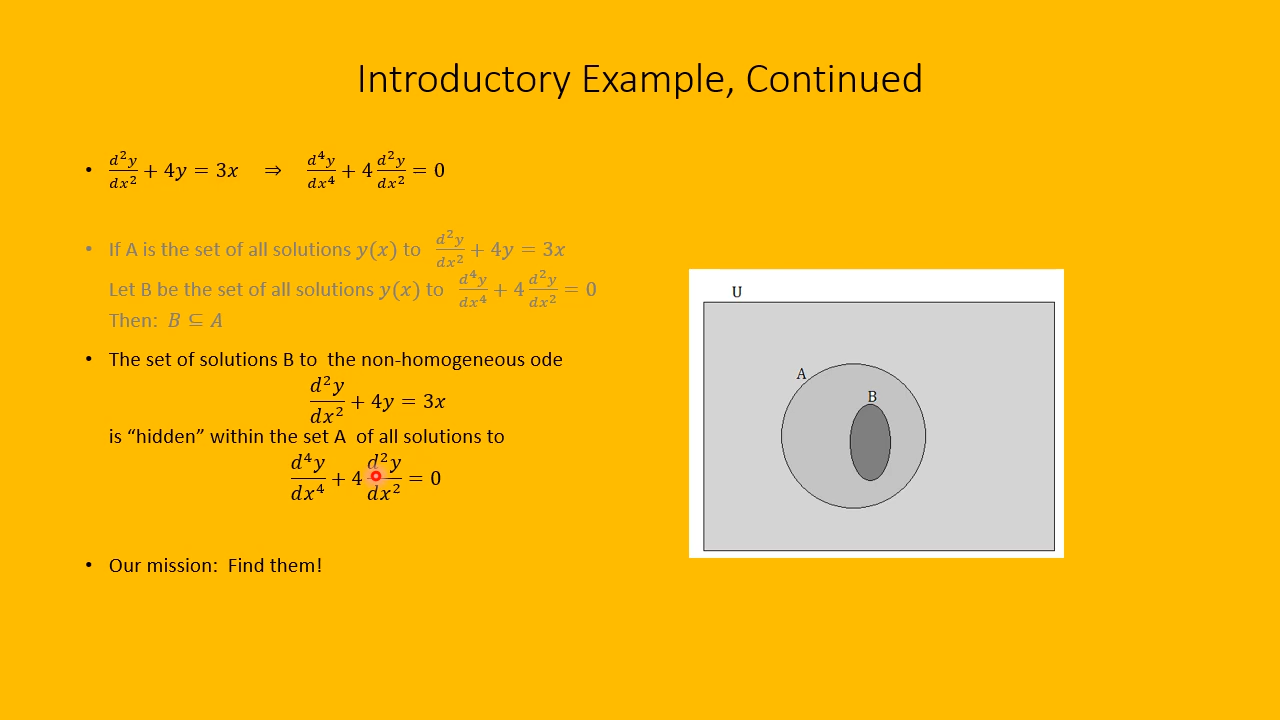 Introductory Example, Continued
• d²y/dx² + 4y = 3x ⇒ d⁴y/dx⁴ + 4 d²y/dx² = 0
• If A is the set of all solutions y(x) to d²y/dx² + 4y = 3x
Let B be the set of all solutions y(x) to d⁴y/dx⁴ + 4 d²y/dx² = 0
Then: B ⊆ A
• The set of solutions B to the non-homogeneous ode
d²y/dx² + 4y = 3x
is “hidden” within the set A of all solutions to
d⁴y/dx⁴ + 4 d²y/dx² = 0
• Our mission: Find them!
U
A
B